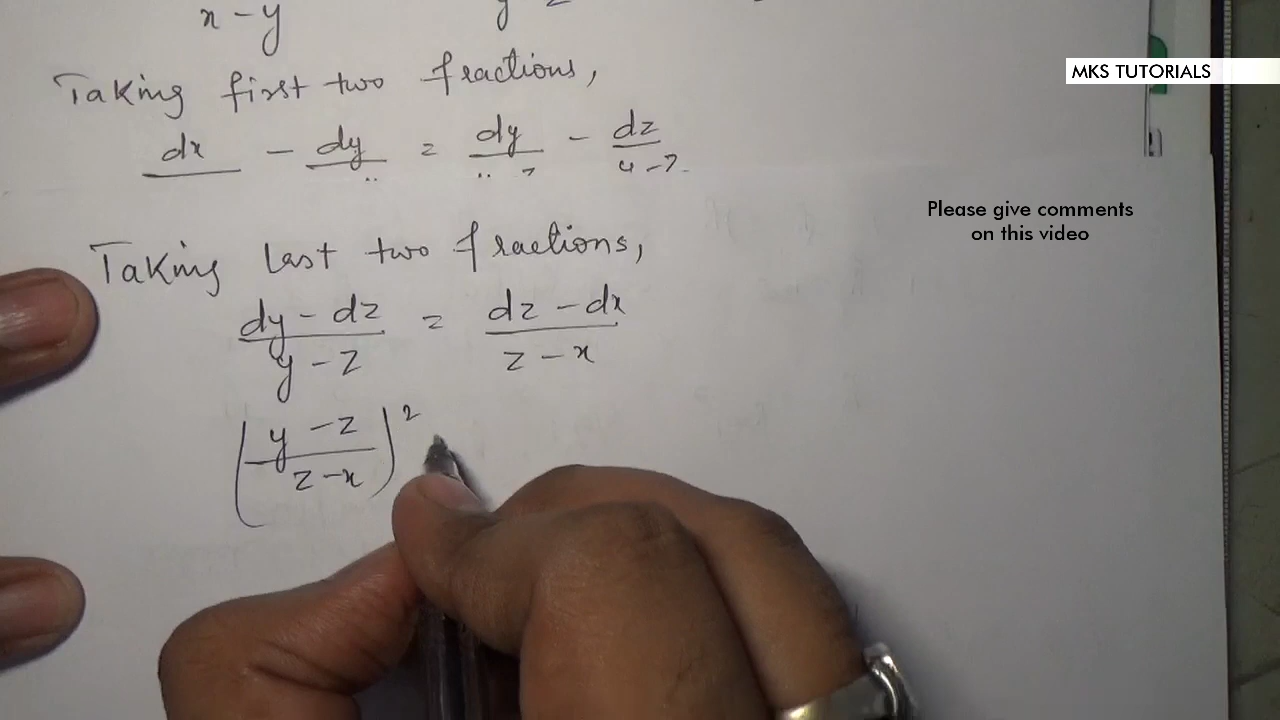 x - y
Taking first two fractions,
dx - dy = dy - dz
y - z
Taking last two fractions,
dy - dz = dz - dx
y - z z - x
(y - z / z - x)²
MKS TUTORIALS
Please give comments
on this video